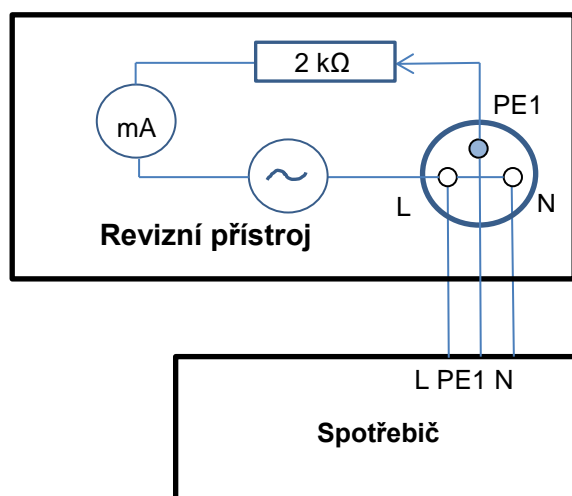 2 kΩ
PE1
mA
L
N
Revizní přístroj
L PE1 N
Spotřebič